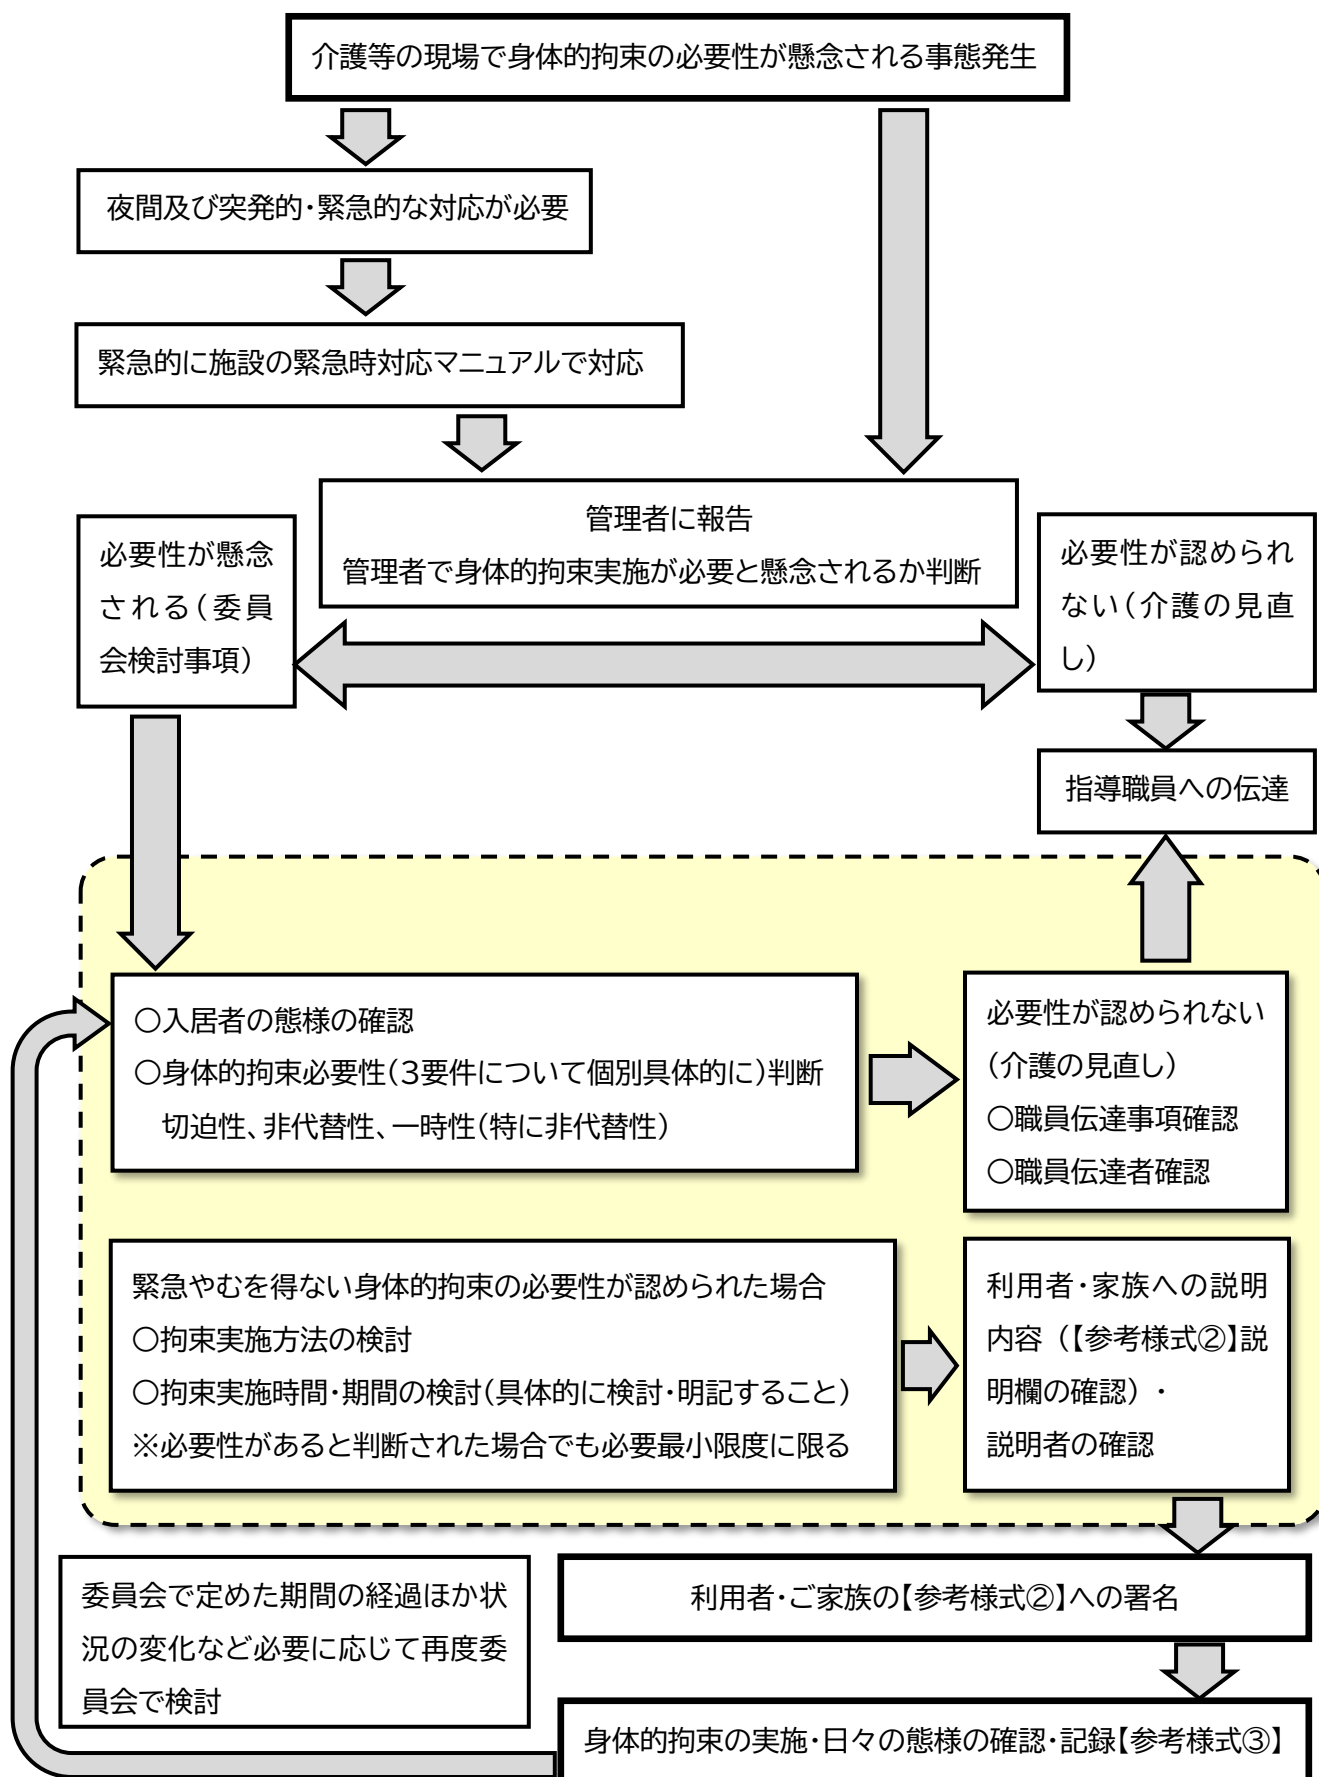 介護等の現場で身体的拘束の必要性が懸念される事態発生
夜間及び突発的・緊急的な対応が必要
緊急的に施設の緊急時対応マニュアルで対応
管理者に報告
管理者で身体的拘束実施が必要と懸念されるか判断
必要性が懸念
される（委員
会検討事項）
必要性が認められ
ない（介護の見直
し）
指導職員への伝達
○入居者の態様の確認
○身体的拘束必要性（3要件について個別具体的に）判断
切迫性、非代替性、一時性（特に非代替性）
必要性が認められない
（介護の見直し）
○職員伝達事項確認
○職員伝達者確認
緊急やむを得ない身体的拘束の必要性が認められた場合
○拘束実施方法の検討
○拘束実施時間・期間の検討（具体的に検討・明記すること）
※必要性があると判断された場合でも必要最小限度に限る
利用者・家族への説明
内容（【参考様式②】説
明欄の確認）・
説明者の確認
利用者・ご家族の【参考様式②】への署名
委員会で定めた期間の経過ほか状
況の変化など必要に応じて再度委
員会で検討
身体的拘束の実施・日々の態様の確認・記録【参考様式③】